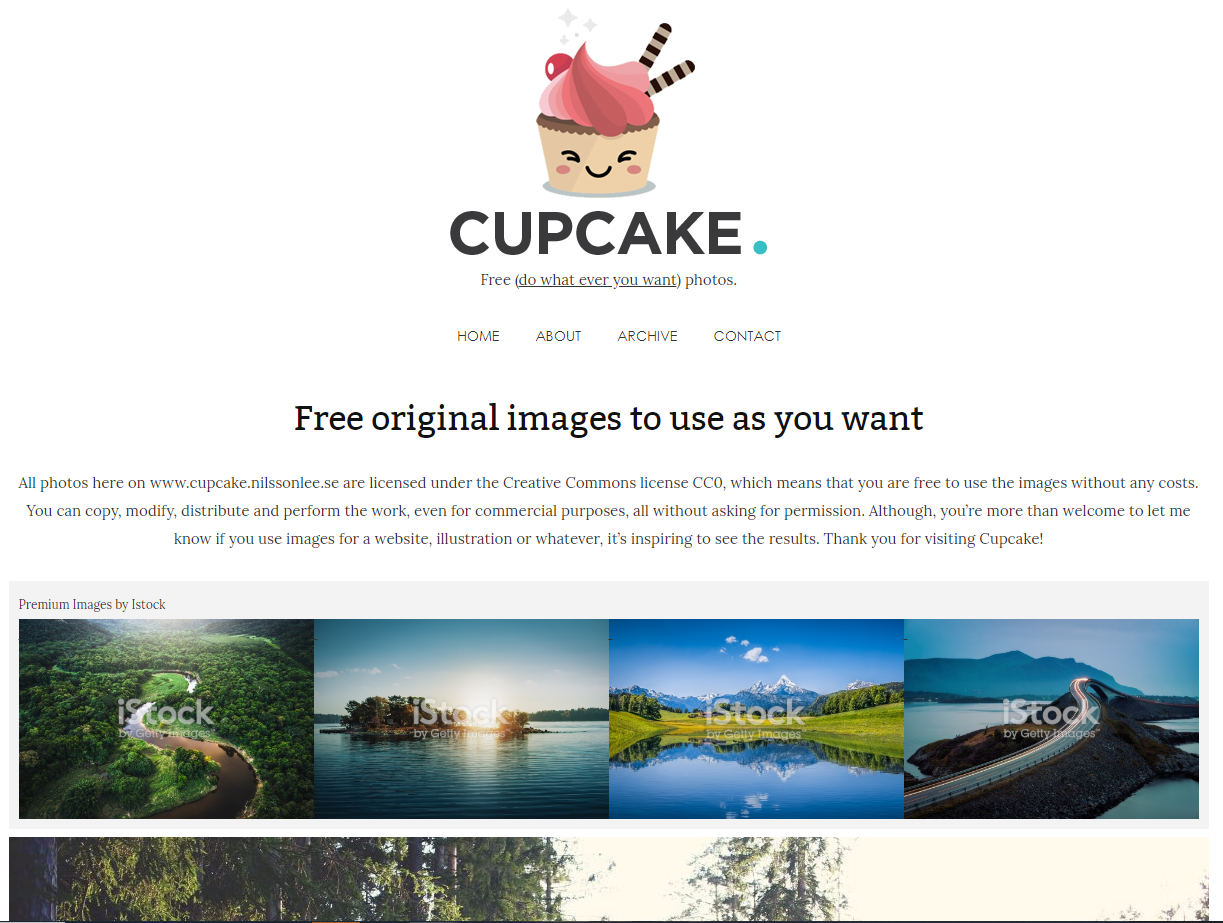 CUPCAKE.
Free (do what ever you want) photos.
HOME ABOUT ARCHIVE CONTACT
Free original images to use as you want
All photos here on www.cupcake.nilssonlee.se are licensed under the Creative Commons license CC0, which means that you are free to use the images without any costs.
You can copy, modify, distribute and perform the work, even for commercial purposes, all without asking for permission. Although, you’re more than welcome to let me
know if you use images for a website, illustration or whatever, it’s inspiring to see the results. Thank you for visiting Cupcake!
Premium Images by Istock
iStock iStock iStock iStock
by Getty Images by Getty Images by Getty Images by Getty Images